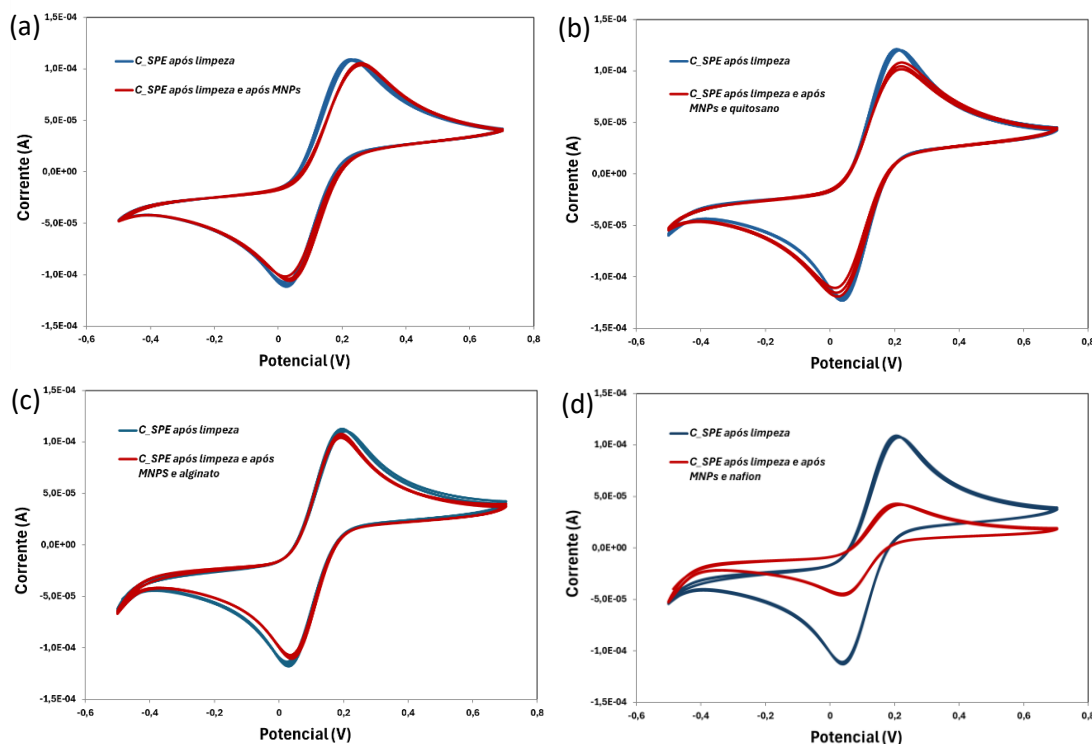 (a)
1,5E-04
1,0E-04
5,0E-05
0,0E+00
-5,0E-05
-1,0E-04
-1,5E-04
Corrente (A)
C_SPE após limpeza
C_SPE após limpeza e após MNPs
-0,6
-0,4
-0,2
0
0,2
0,4
0,6
0,8
Potencial (V)
(b)
1,5E-04
1,0E-04
5,0E-05
0,0E+00
-5,0E-05
-1,0E-04
-1,5E-04
Corrente (A)
C_SPE após limpeza
C_SPE após limpeza e após
MNPs e quitosano
-0,6
-0,4
-0,2
0
0,2
0,4
0,6
0,8
Potencial (V)
(c)
1,5E-04
1,0E-04
5,0E-05
0,0E+00
-5,0E-05
-1,0E-04
-1,5E-04
Corrente (A)
C_SPE após limpeza
C_SPE após limpeza e após
MNPS e alginato
-0,6
-0,4
-0,2
0
0,2
0,4
0,6
0,8
Potencial (V)
(d)
1,5E-04
1,0E-04
5,0E-05
0,0E+00
-5,0E-05
-1,0E-04
-1,5E-04
Corrente (A)
C_SPE após limpeza
C_SPE após limpeza e após
MNPs e nafion
-0,6
-0,4
-0,2
0
0,2
0,4
0,6
0,8
Potencial (V)